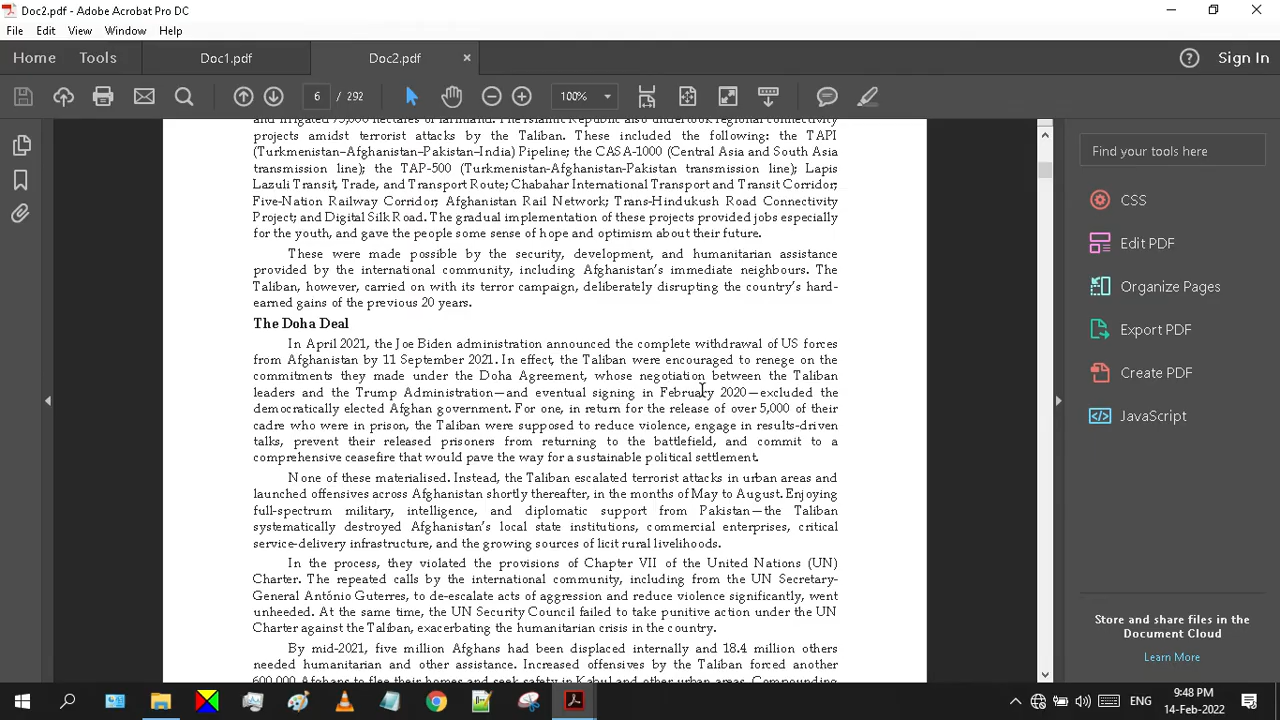 Doc2.pdf - Adobe Acrobat Pro DC
File Edit View Window Help
Home Tools Doc1.pdf Doc2.pdf × ? Sign In
6 / 292 100%
and irrigated 75,000 hectares of farmland. The Islamic Republic also undertook regional connectivity
projects amidst terrorist attacks by the Taliban. These included the following: the TAPI
(Turkmenistan–Afghanistan–Pakistan–India) Pipeline; the CASA-1000 (Central Asia and South Asia
transmission line); the TAP-500 (Turkmenistan-Afghanistan-Pakistan transmission line); Lapis
Lazuli Transit, Trade, and Transport Route; Chabahar International Transport and Transit Corridor;
Five-Nation Railway Corridor; Afghanistan Rail Network; Trans-Hindukush Road Connectivity
Project; and Digital Silk Road. The gradual implementation of these projects provided jobs especially
for the youth, and gave the people some sense of hope and optimism about their future.
These were made possible by the security, development, and humanitarian assistance
provided by the international community, including Afghanistan's immediate neighbours. The
Taliban, however, carried on with its terror campaign, deliberately disrupting the country's hard-
earned gains of the previous 20 years.
The Doha Deal
In April 2021, the Joe Biden administration announced the complete withdrawal of US forces
from Afghanistan by 11 September 2021. In effect, the Taliban were encouraged to renege on the
commitments they made under the Doha Agreement, whose negotiation between the Taliban
leaders and the Trump Administration—and eventual signing in February 2020—excluded the
democratically elected Afghan government. For one, in return for the release of over 5,000 of their
cadre who were in prison, the Taliban were supposed to reduce violence, engage in results-driven
talks, prevent their released prisoners from returning to the battlefield, and commit to a
comprehensive ceasefire that would pave the way for a sustainable political settlement.
None of these materialised. Instead, the Taliban escalated terrorist attacks in urban areas and
launched offensives across Afghanistan shortly thereafter, in the months of May to August. Enjoying
full-spectrum military, intelligence, and diplomatic support from Pakistan—the Taliban
systematically destroyed Afghanistan's local state institutions, commercial enterprises, critical
service-delivery infrastructure, and the growing sources of licit rural livelihoods.
In the process, they violated the provisions of Chapter VII of the United Nations (UN)
Charter. The repeated calls by the international community, including from the UN Secretary-
General António Guterres, to de-escalate acts of aggression and reduce violence significantly, went
unheeded. At the same time, the UN Security Council failed to take punitive action under the UN
Charter against the Taliban, exacerbating the humanitarian crisis in the country.
By mid-2021, five million Afghans had been displaced internally and 18.4 million others
needed humanitarian and other assistance. Increased offensives by the Taliban forced another
600,000 Afghans to flee their homes and seek safety in Kabul and other urban areas. Compounding
Find your tools here
CSS
Edit PDF
Organize Pages
Export PDF
Create PDF
JavaScript
Store and share files in the
Document Cloud
Learn More
ENG
9:48 PM
14-Feb-2022